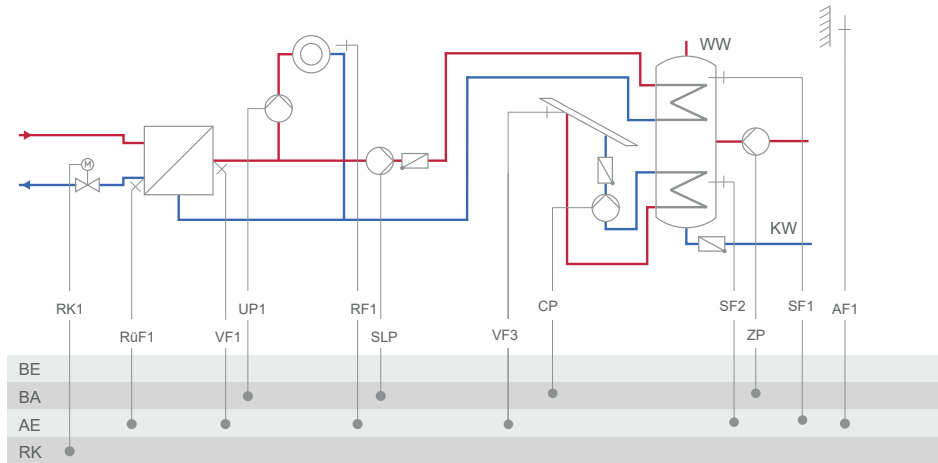 WW
M
KW
RK1
UP1
RF1
CP
SF2
SF1
AF1
RüF1
VF1
SLP
VF3
ZP
BE
BA
AE
RK